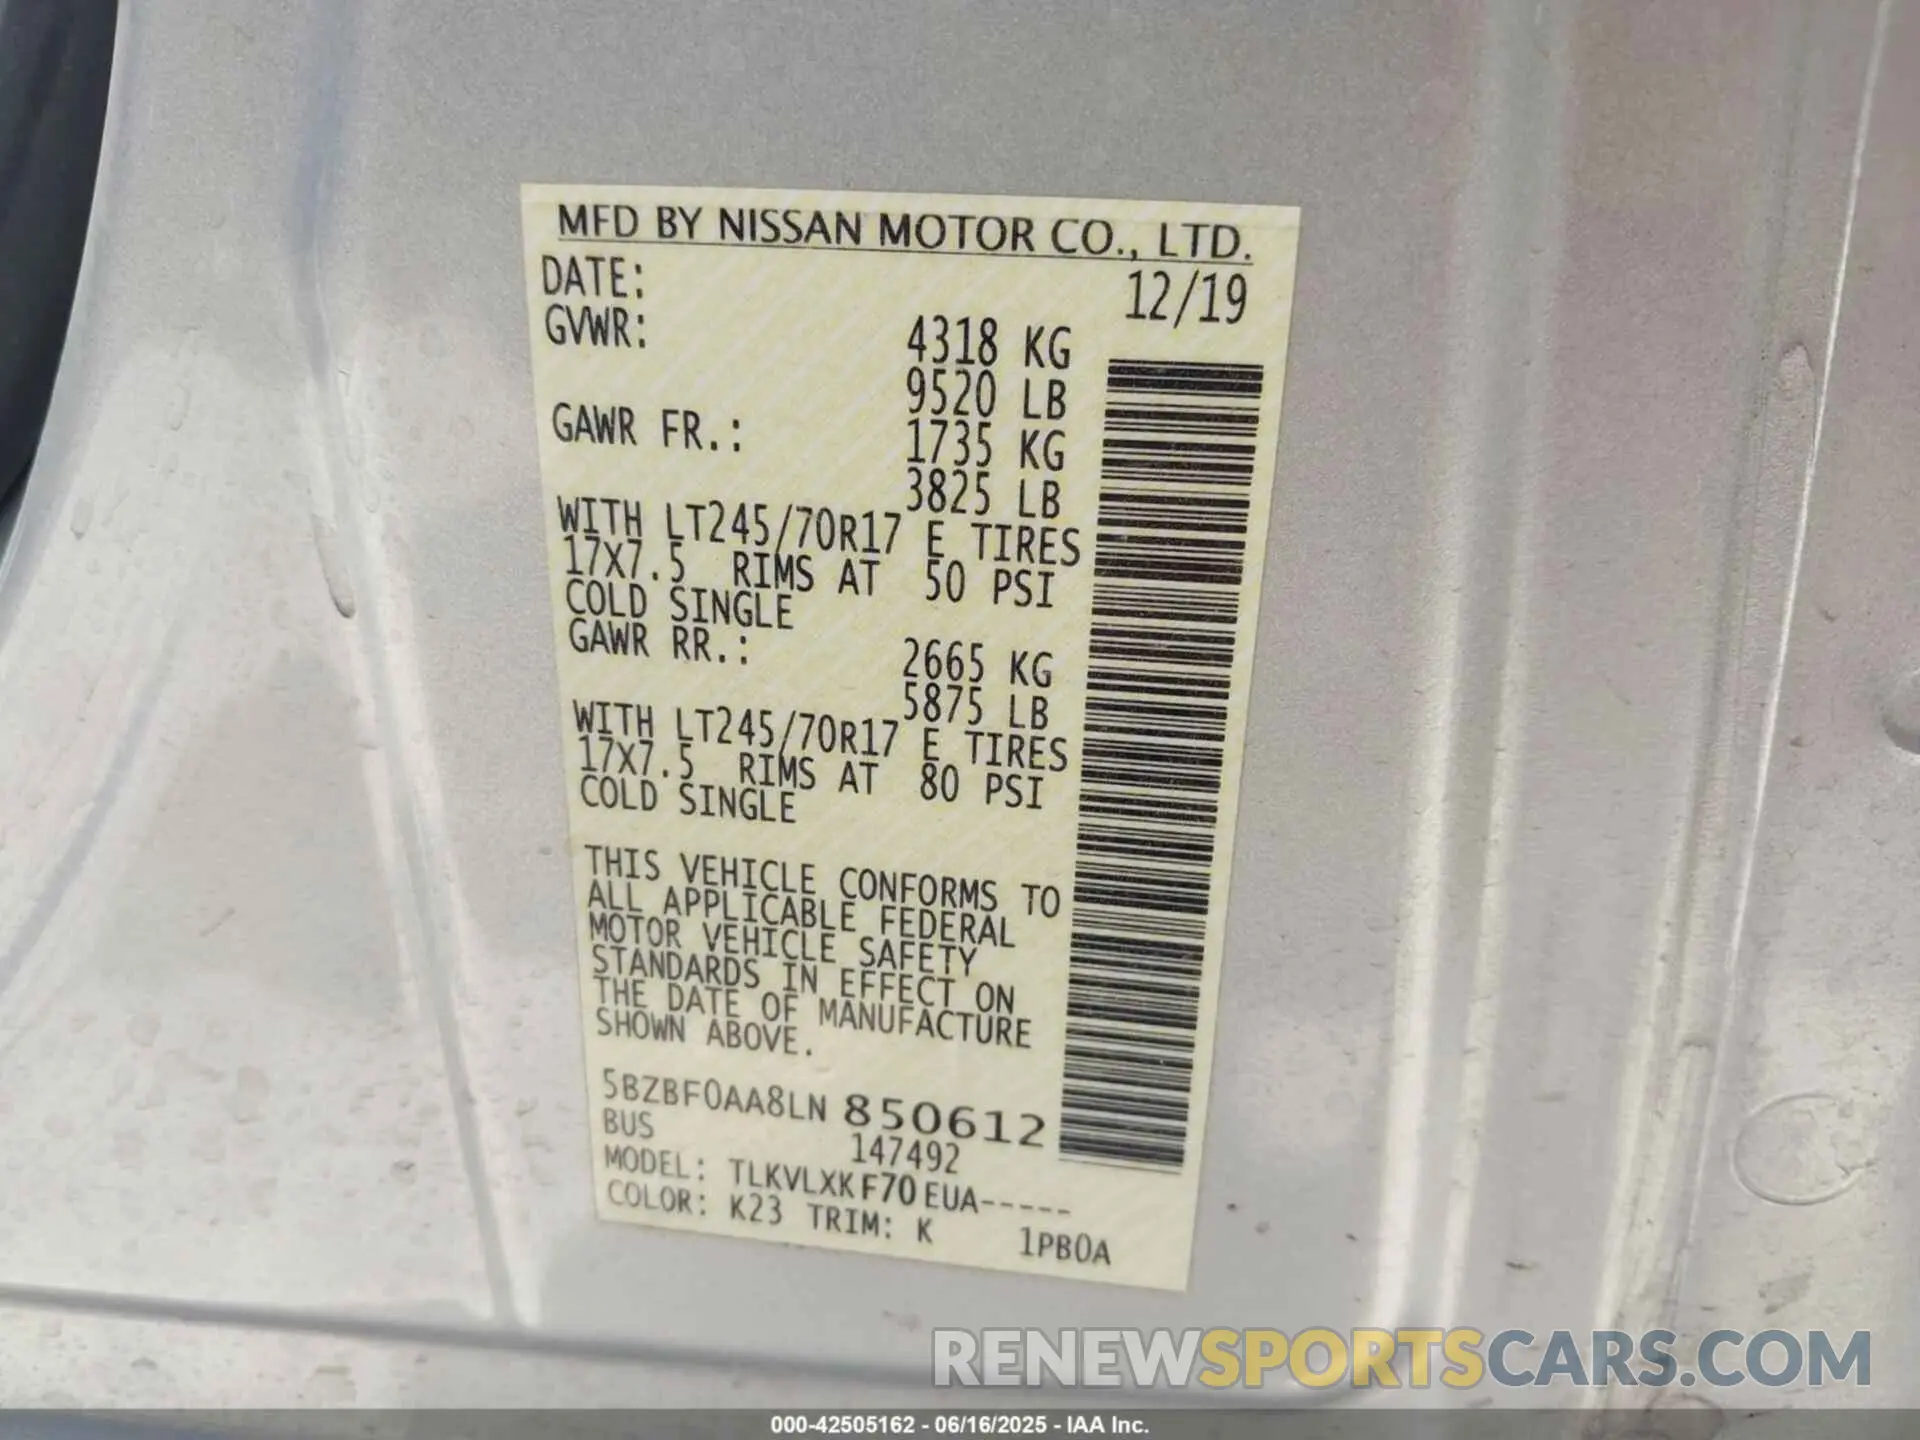 MFD BY NISSAN MOTOR CO., LTD.
DATE: 12/19
GVWR: 4318 KG
9520 LB
GAWR FR.: 1735 KG
3825 LB
WITH LT245/70R17 E TIRES
17X7.5 RIMS AT 50 PSI
COLD SINGLE
GAWR RR.: 2665 KG
5875 LB
WITH LT245/70R17 E TIRES
17X7.5 RIMS AT 80 PSI
COLD SINGLE
THIS VEHICLE CONFORMS TO
ALL APPLICABLE FEDERAL
MOTOR VEHICLE SAFETY
STANDARDS IN EFFECT ON
THE DATE OF MANUFACTURE
SHOWN ABOVE.
5BZBF0AA8LN 850612
BUS 147492
MODEL: TLKVLXK F70 EUA-----
COLOR: K23 TRIM: K 1PB0A
RENEWSPORTSCARS.COM
000-42505162 - 06/16/2025 - IAA Inc.